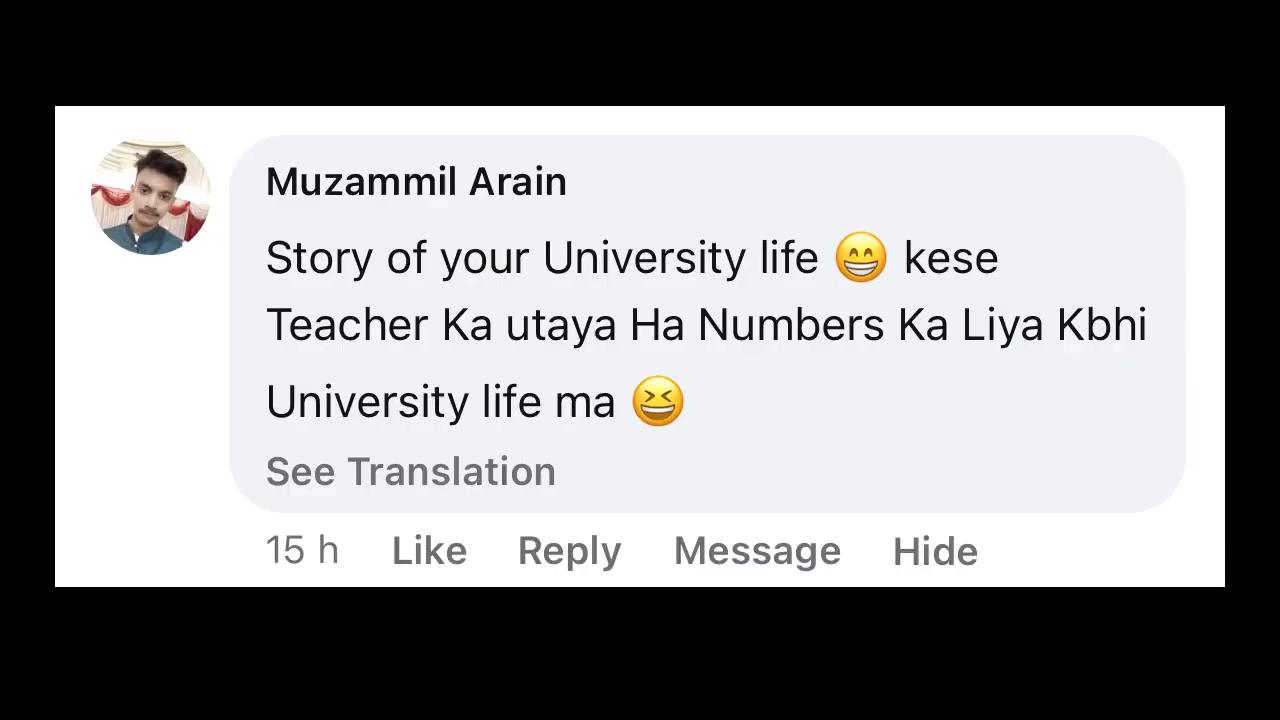 Muzammil Arain
Story of your University life 😁 kese
Teacher Ka utaya Ha Numbers Ka Liya Kbhi
University life ma 😆
See Translation
15 h Like Reply Message Hide